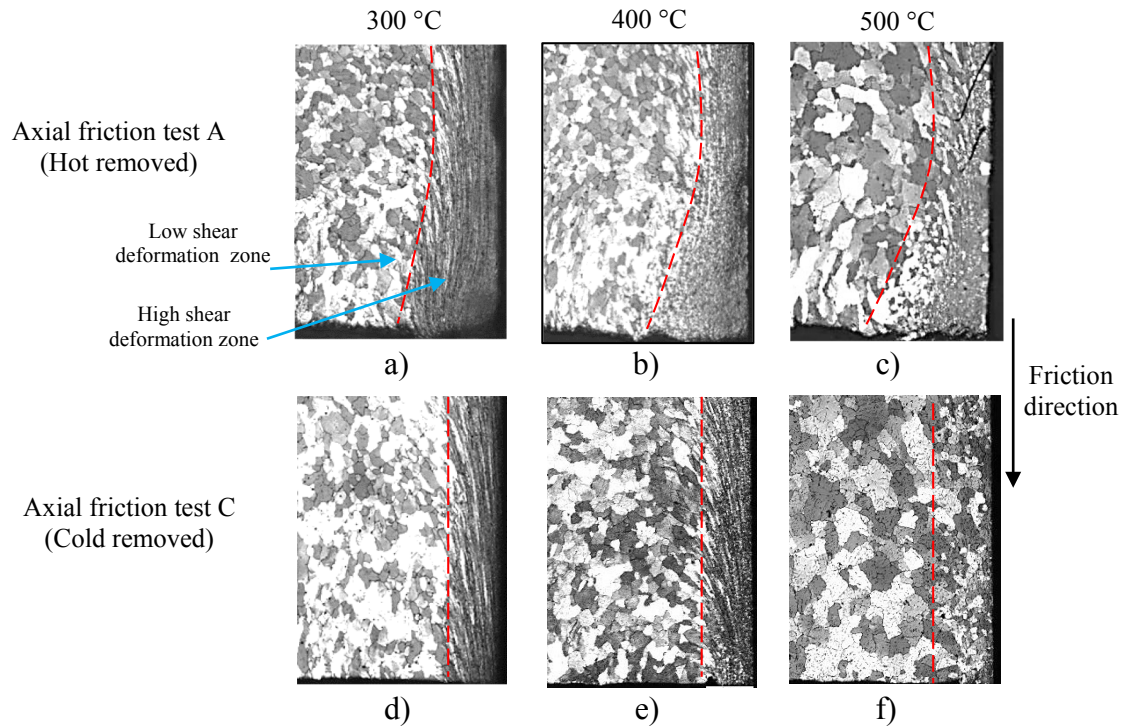 300 °C
400 °C
500 °C
Axial friction test A
(Hot removed)
Low shear
deformation zone
High shear
deformation zone
a)
b)
c)
Friction
direction
Axial friction test C
(Cold removed)
d)
e)
f)